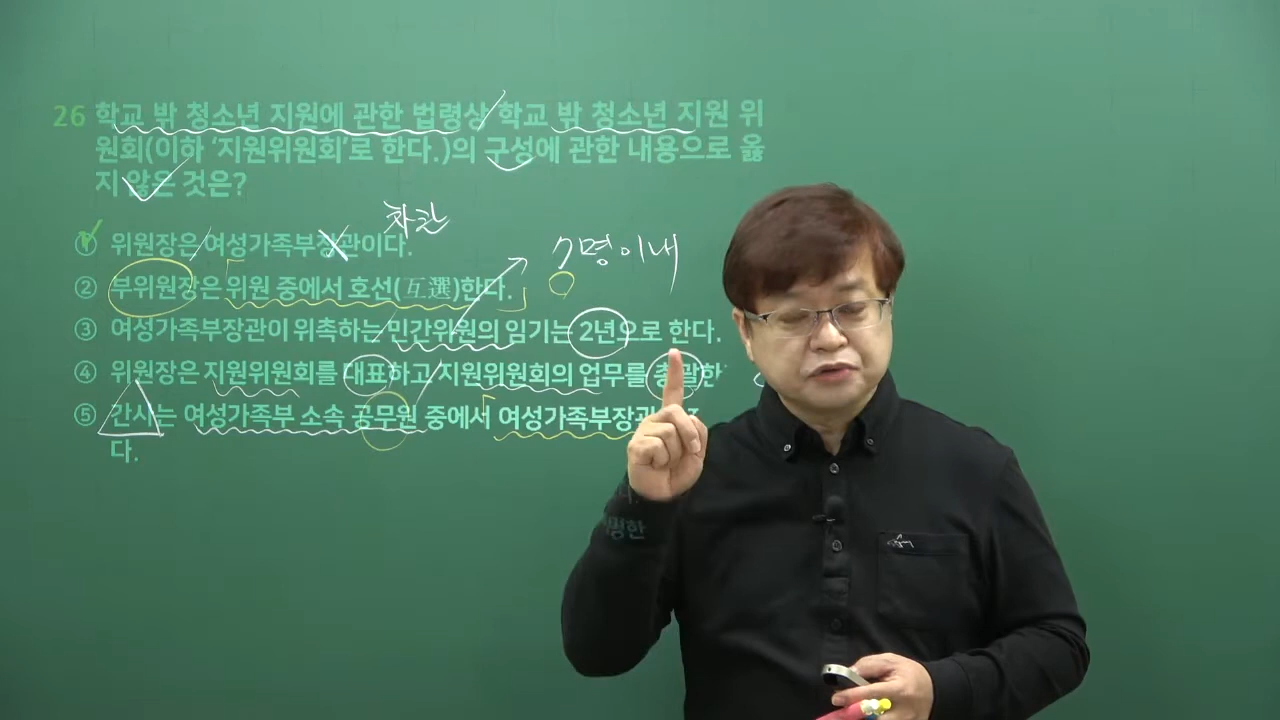 26 학교 밖 청소년 지원에 관한 법령상 학교 밖 청소년 지원 위
원회(이하 '지원위원회'로 한다.)의 구성에 관한 내용으로 옳
지 않은 것은?
차관
① 위원장은 여성가족부장관이다.
7명이내
② 부위원장은 위원 중에서 호선(互選)한다.
③ 여성가족부장관이 위촉하는 민간위원의 임기는 2년으로 한다.
④ 위원장은 지원위원회를 대표하고 지원위원회의 업무를 총괄한
⑤ 간사는 여성가족부 소속 공무원 중에서 여성가족부장관
다.
명한